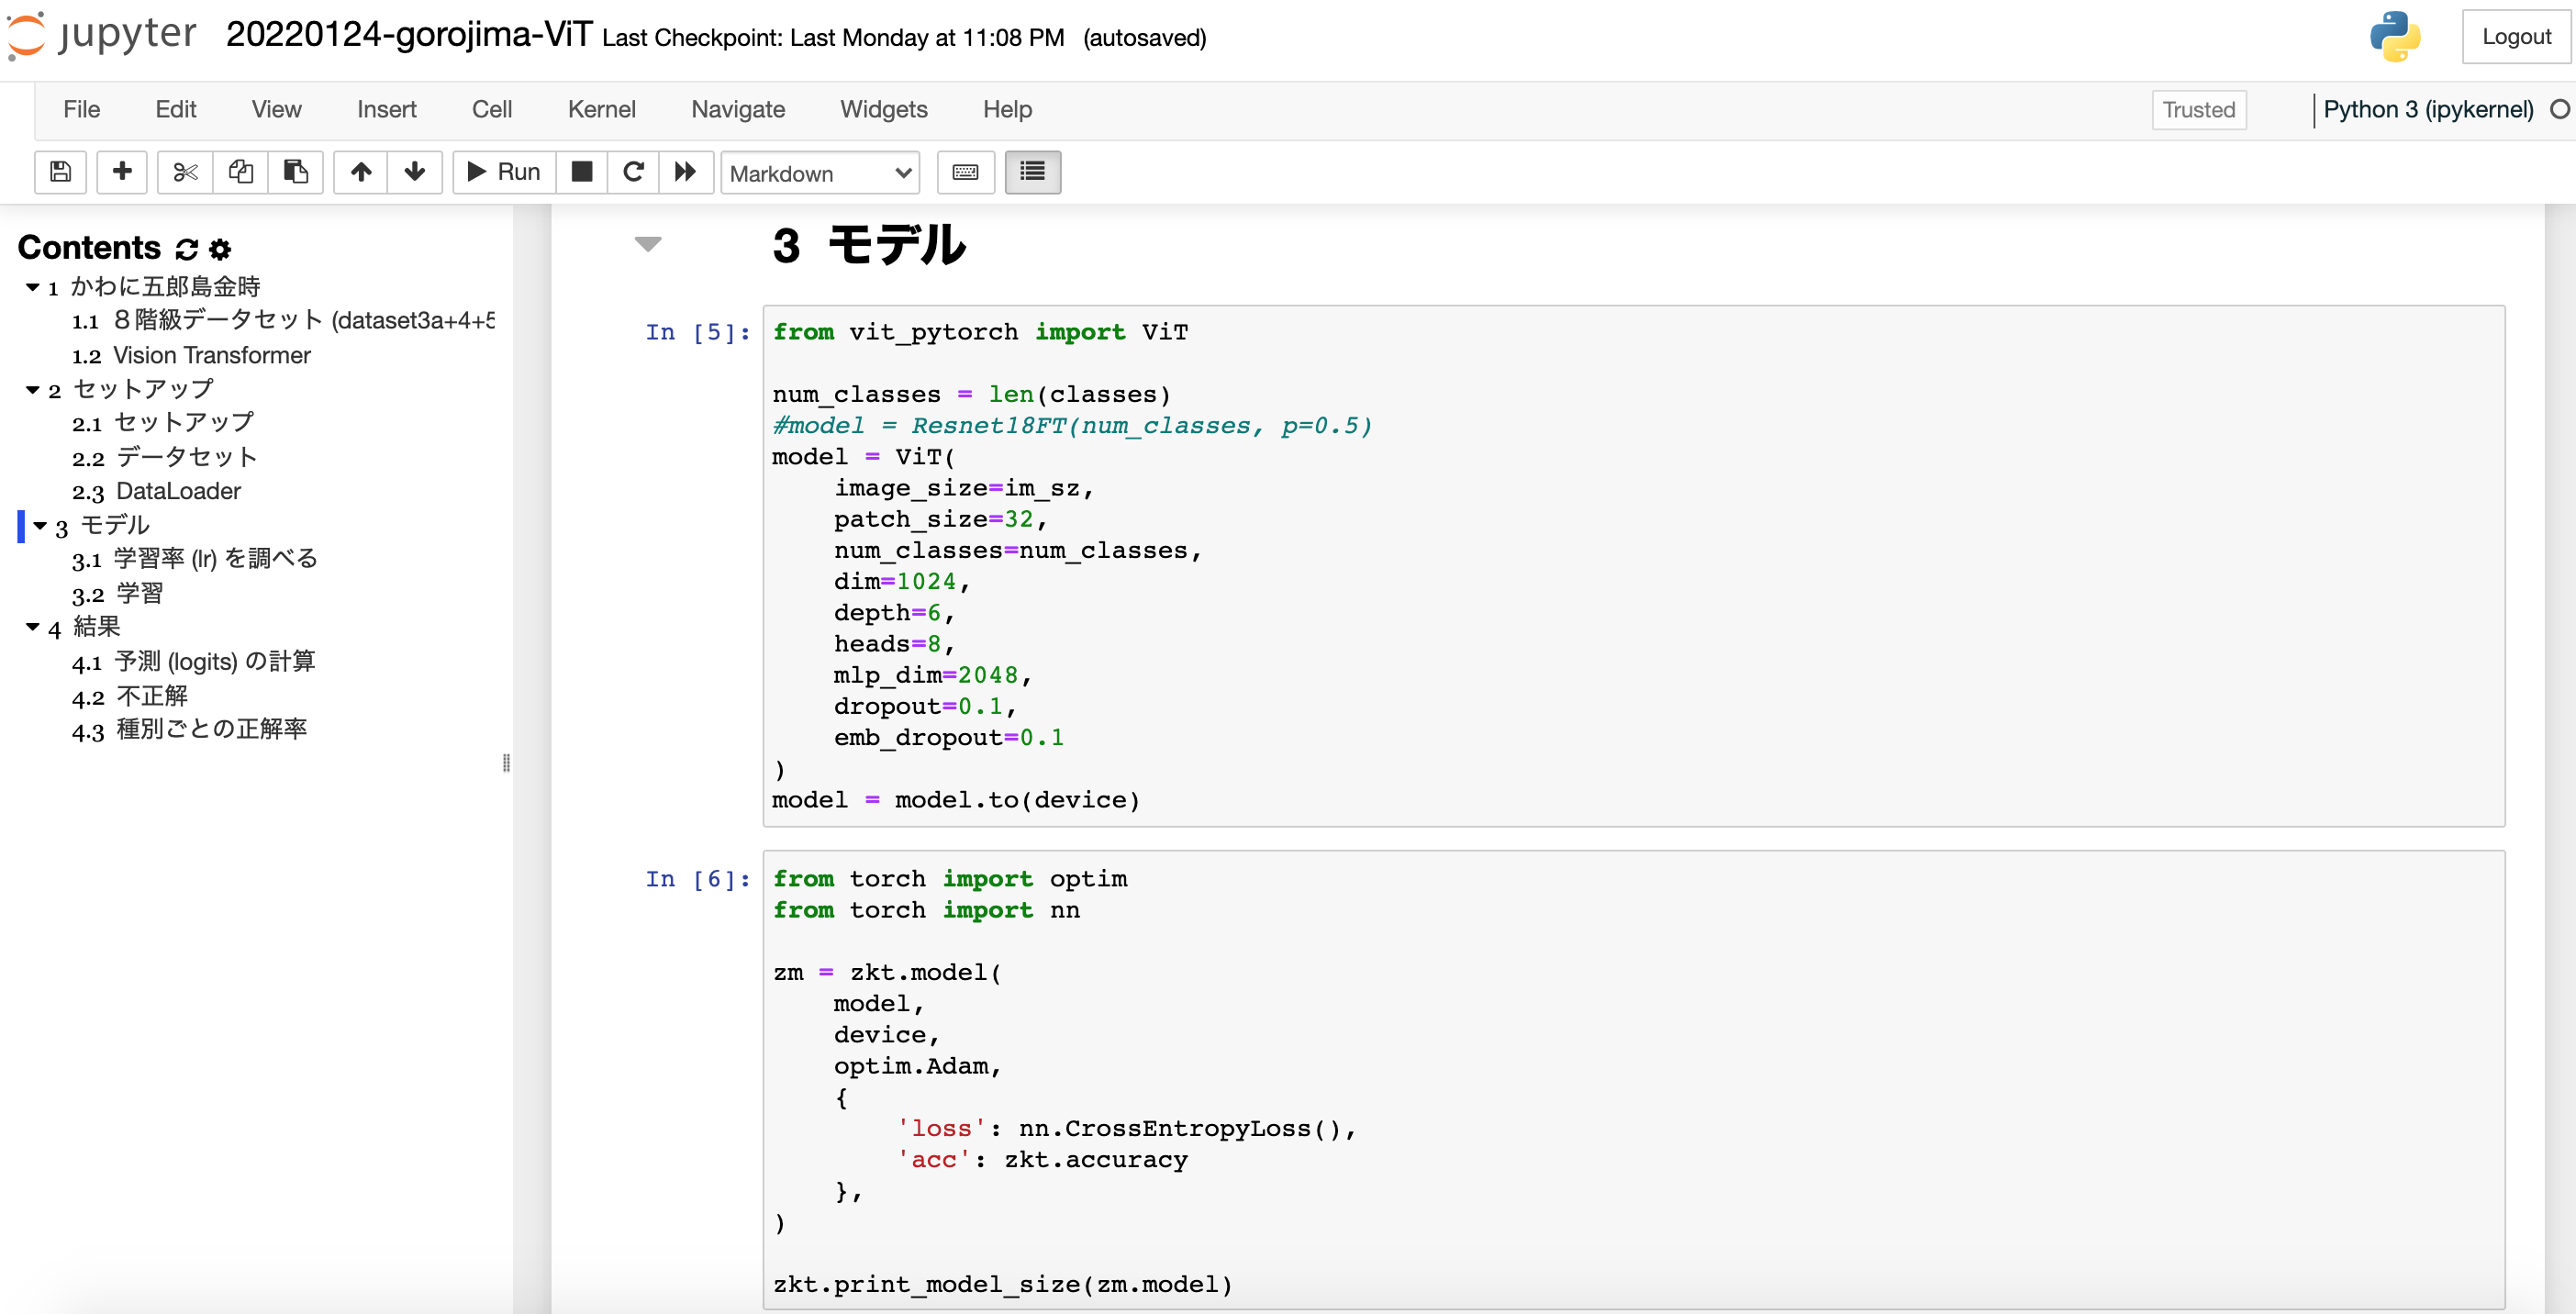 jupyter 20220124-gorojima-ViT Last Checkpoint: Last Monday at 11:08 PM (autosaved)
Logout
File Edit View Insert Cell Kernel Navigate Widgets Help
Trusted
Python 3 (ipykernel)
Run
Markdown
Contents
1 かわに五郎島金時
1.1 8階級データセット (dataset3a+4+5
1.2 Vision Transformer
2 セットアップ
2.1 セットアップ
2.2 データセット
2.3 DataLoader
3 モデル
3.1 学習率 (lr) を調べる
3.2 学習
4 結果
4.1 予測 (logits) の計算
4.2 不正解
4.3 種別ごとの正解率
3 モデル
In [5]:
from vit_pytorch import ViT
num_classes = len(classes)
#model = Resnet18FT(num_classes, p=0.5)
model = ViT(
    image_size=im_sz,
    patch_size=32,
    num_classes=num_classes,
    dim=1024,
    depth=6,
    heads=8,
    mlp_dim=2048,
    dropout=0.1,
    emb_dropout=0.1
)
model = model.to(device)
In [6]:
from torch import optim
from torch import nn
zm = zkt.model(
    model,
    device,
    optim.Adam,
    {
        'loss': nn.CrossEntropyLoss(),
        'acc': zkt.accuracy
    },
)
zkt.print_model_size(zm.model)